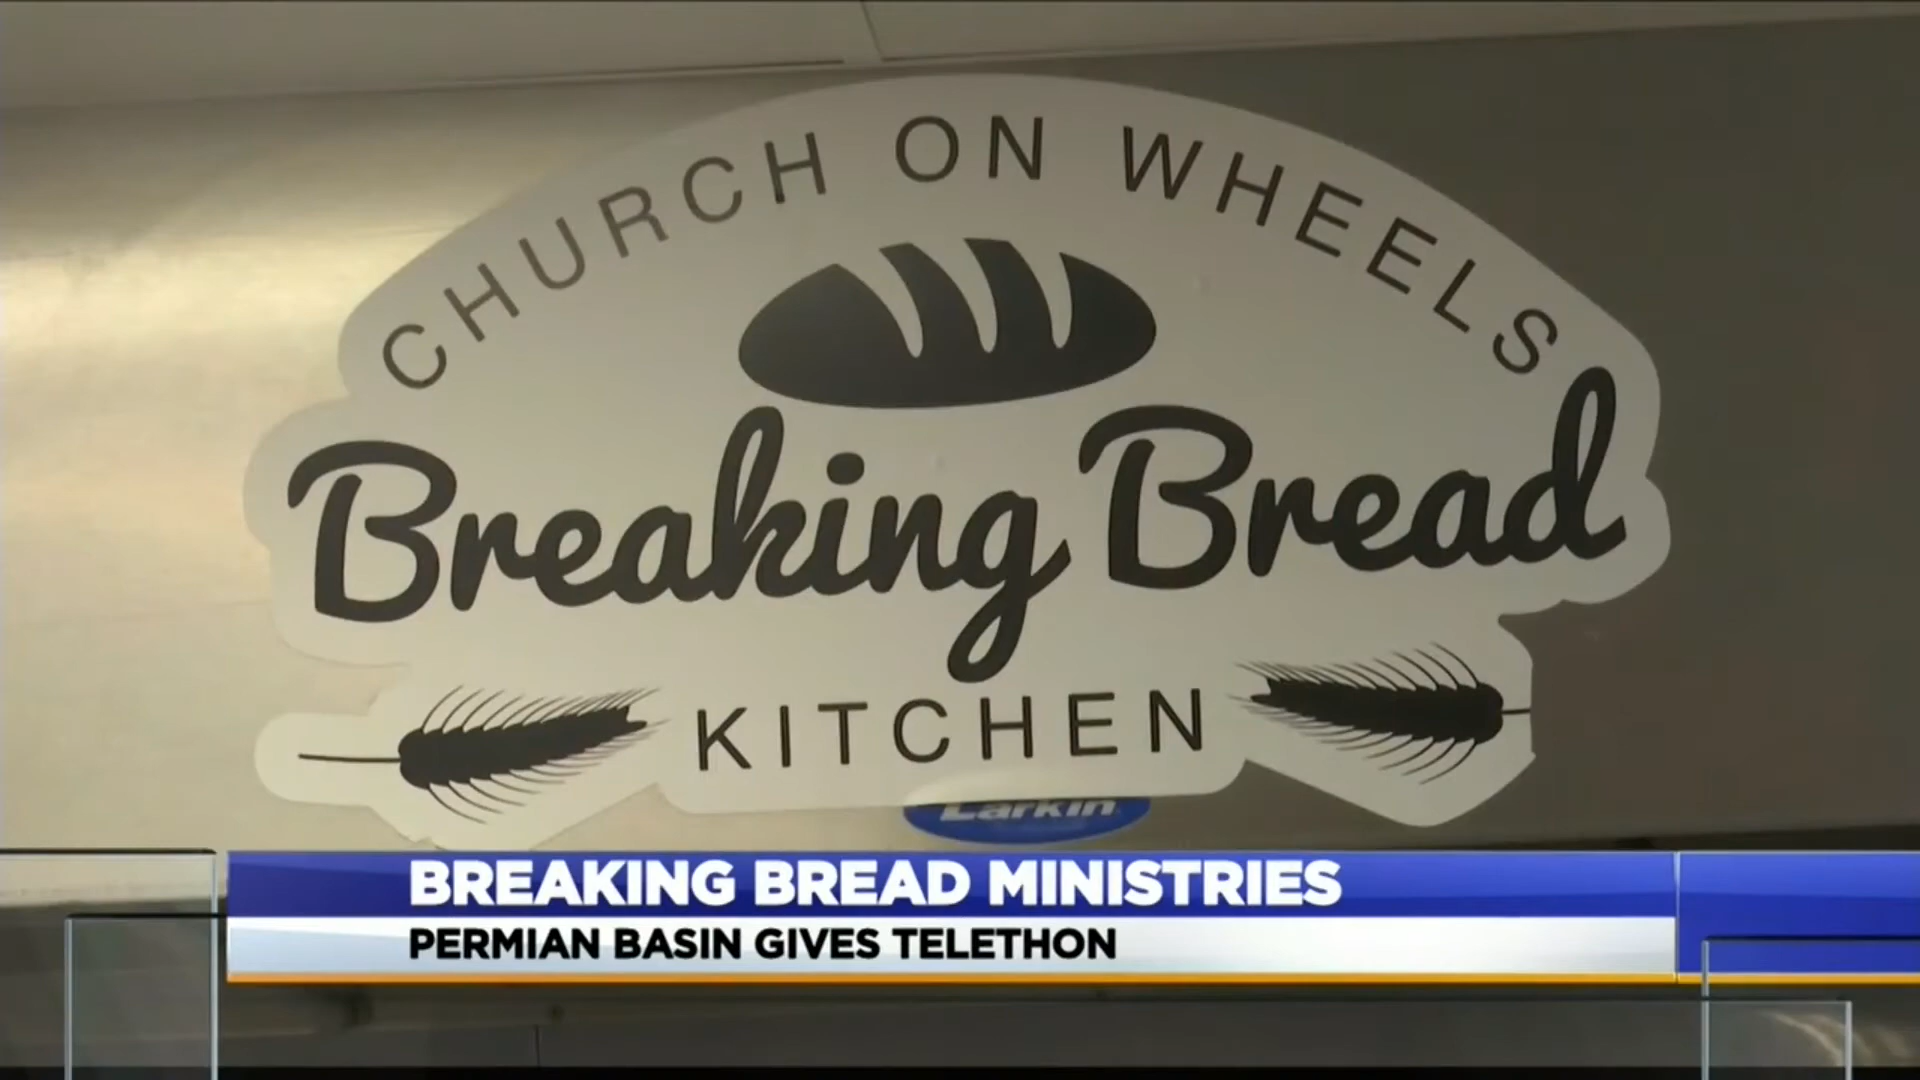 CHURCH ON WHEELS
Breaking Bread
KITCHEN
Larkin
BREAKING BREAD MINISTRIES
PERMIAN BASIN GIVES TELETHON